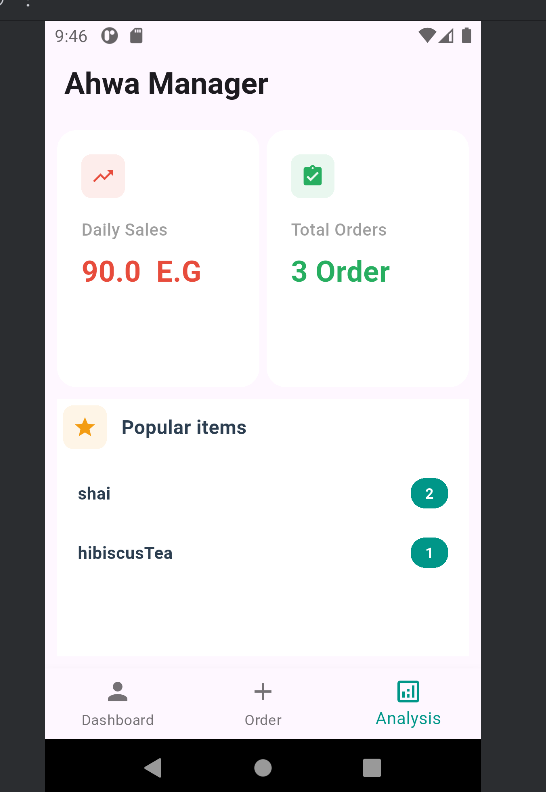 9:46
Ahwa Manager
Daily Sales
90.0  E.G
Total Orders
3 Order
Popular items
shai 2
hibiscusTea 1
Dashboard Order Analysis